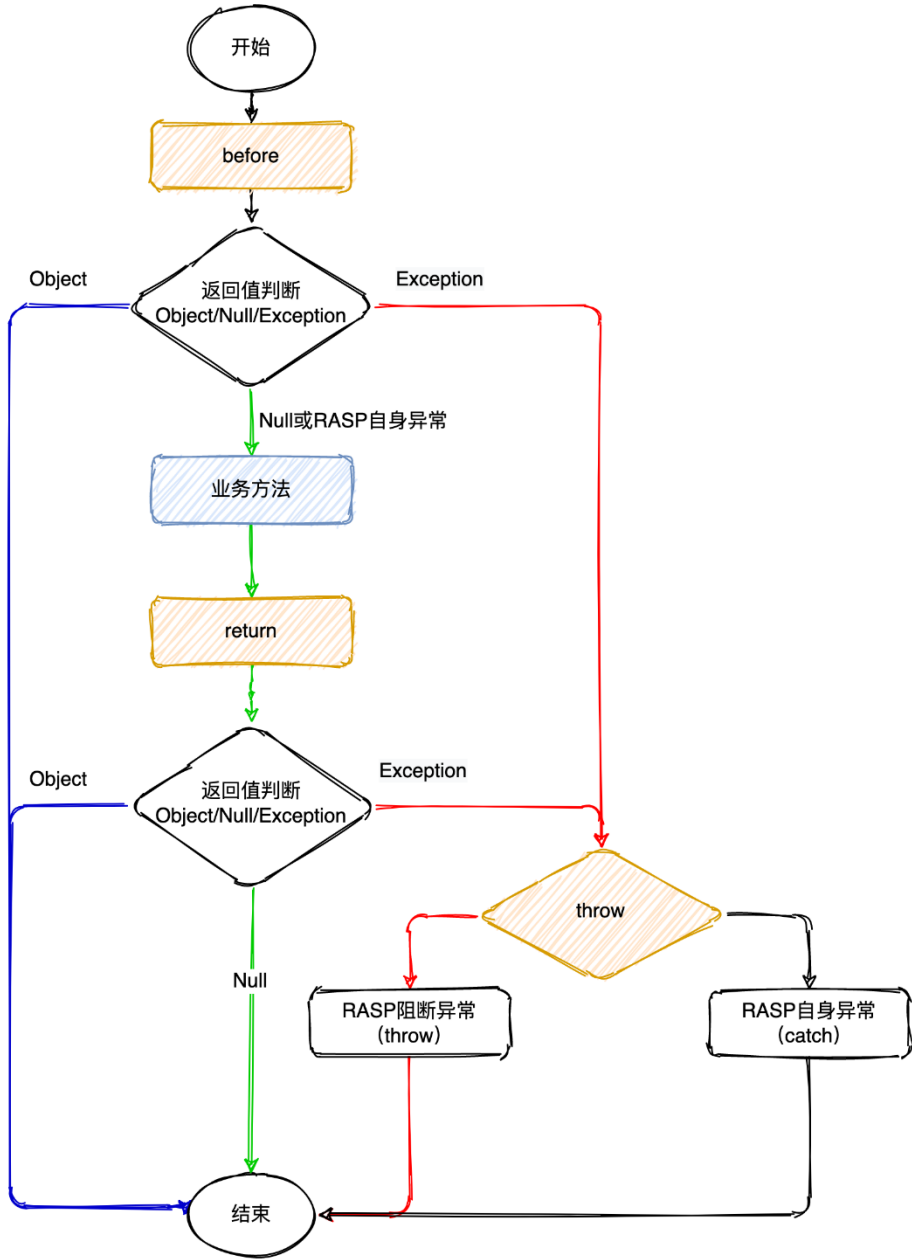 开始
before
Object
返回值判断
Object/Null/Exception
Exception
Null或RASP自身异常
业务方法
return
Object
返回值判断
Object/Null/Exception
Exception
throw
Null
RASP阻断异常
（throw）
RASP自身异常
（catch）
结束